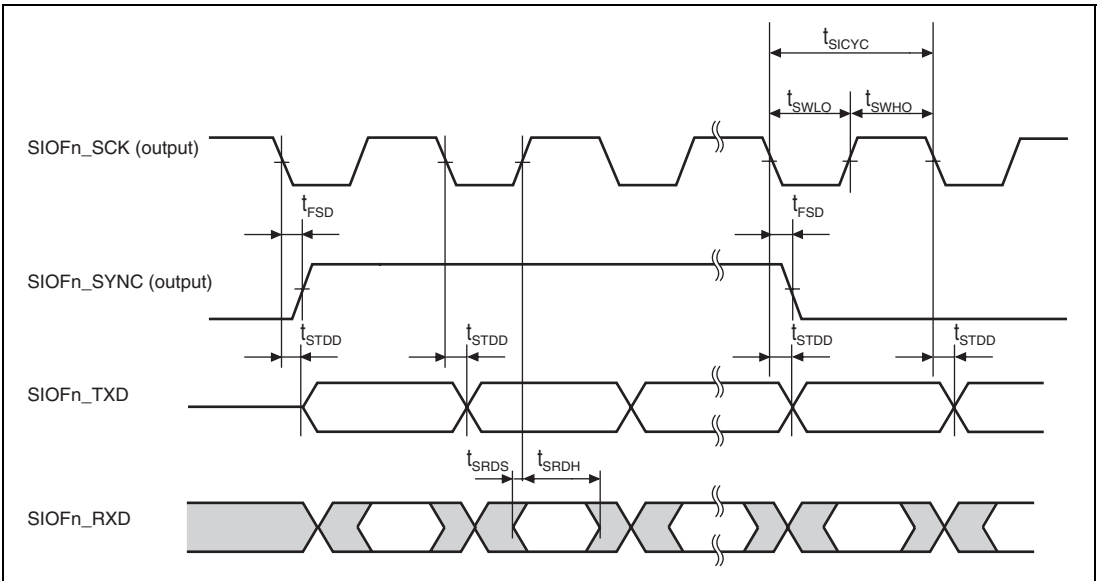 tSICYC
tSWLO tSWHO
SIOFn_SCK (output)
tFSD tFSD
SIOFn_SYNC (output)
tSTDD tSTDD tSTDD tSTDD
SIOFn_TXD
tSRDS tSRDH
SIOFn_RXD